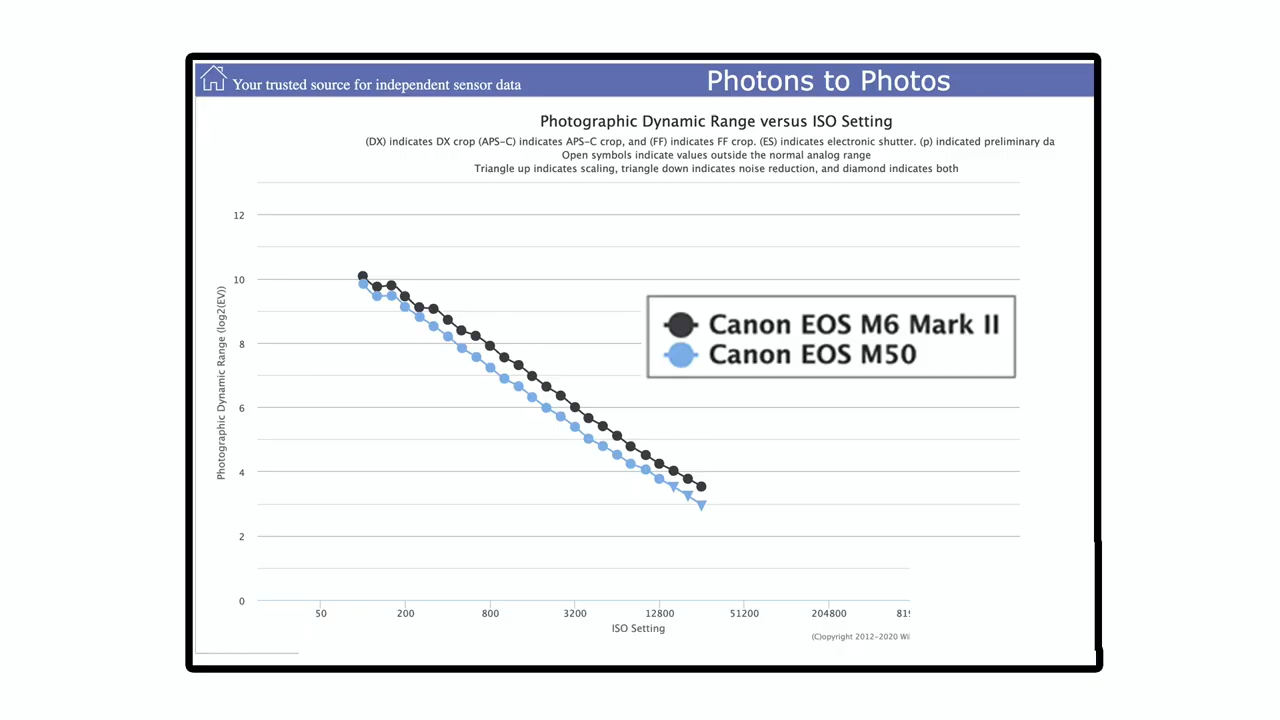 Your trusted source for independent sensor data
Photons to Photos
Photographic Dynamic Range versus ISO Setting
(DX) indicates DX crop (APS-C) indicates APS-C crop, and (FF) indicates FF crop. (ES) indicates electronic shutter. (p) indicated preliminary da
Open symbols indicate values outside the normal analog range
Triangle up indicates scaling, triangle down indicates noise reduction, and diamond indicates both
12
10
8
6
4
2
0
Photographic Dynamic Range (log2(EV))
Canon EOS M6 Mark II
Canon EOS M50
50 200 800 3200 12800 51200 204800 819
ISO Setting
(C)opyright 2012-2020 Wi